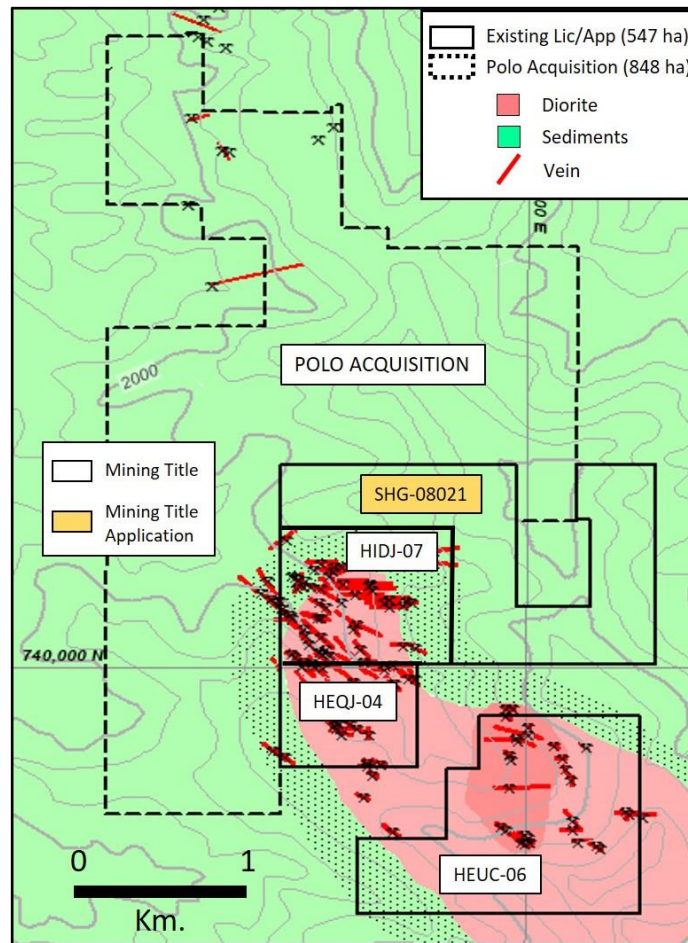 Existing Lic/App (547 ha)
Polo Acquisition (848 ha)
Diorite
Sediments
Vein
00 E
2000
POLO ACQUISITION
Mining Title
Mining Title
Application
SHG-08021
HIDJ-07
740,000 N
HEQJ-04
HEUC-06
0 1
Km.